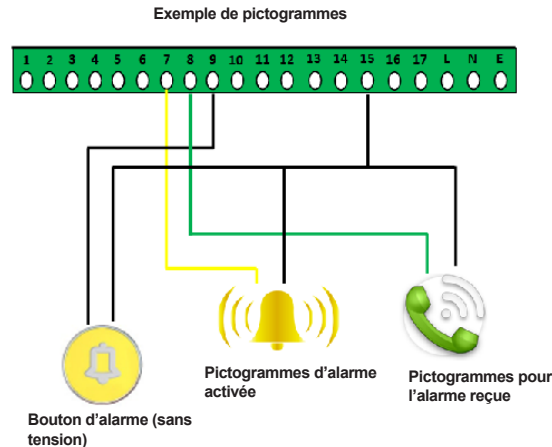 Exemple de pictogrammes
1 2 3 4 5 6 7 8 9 10 11 12 13 14 15 16 17 L N E
Pictogrammes d’alarme
activée
Pictogrammes pour
l’alarme reçue
Bouton d’alarme (sans
tension)